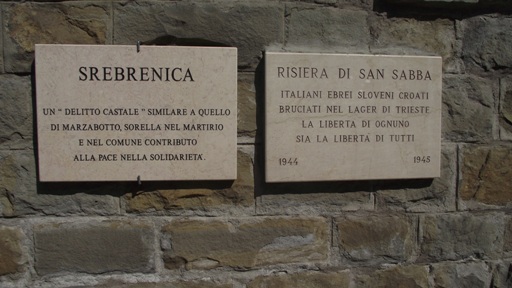 SREBRENICA
UN " DELITTO CASTALE " SIMILARE A QUELLO
DI MARZABOTTO, SORELLA NEL MARTIRIO
E NEL COMUNE CONTRIBUTO
ALLA PACE NELLA SOLIDARIETÀ.
RISIERA DI SAN SABBA
ITALIANI EBREI SLOVENI CROATI
BRUCIATI NEL LAGER DI TRIESTE
LA LIBERTÀ DI OGNUNO
SIA LA LIBERTÀ DI TUTTI
1944 1945